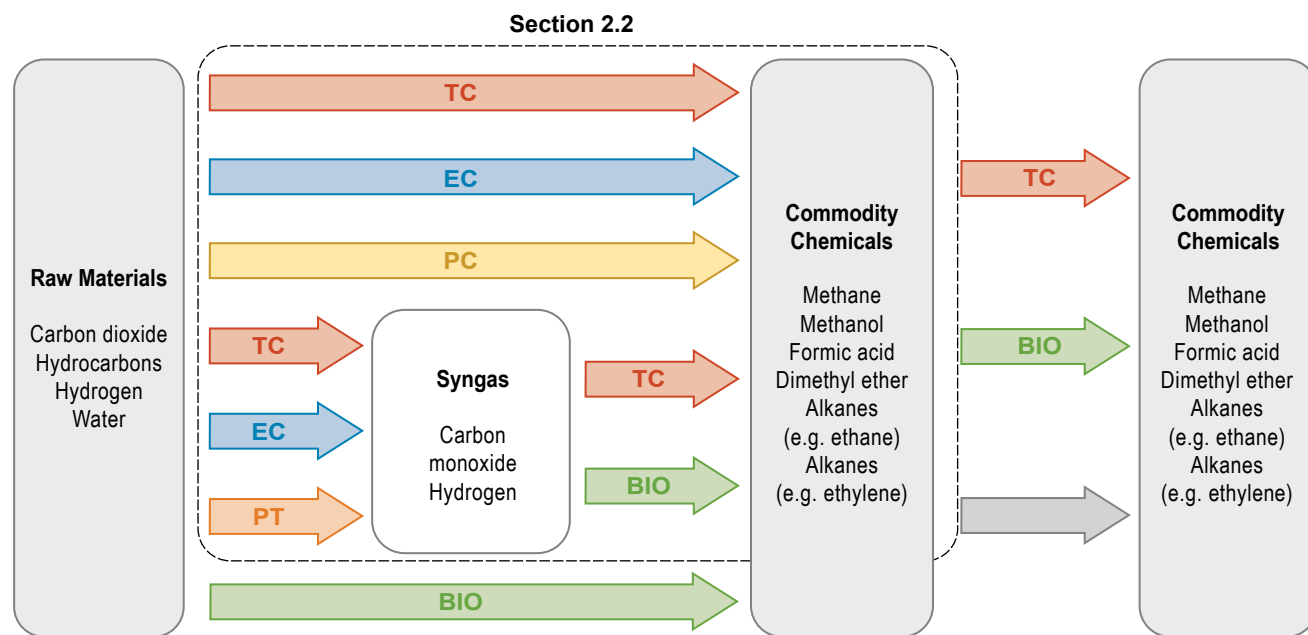 Section 2.2
Raw Materials
Carbon dioxide
Hydrocarbons
Hydrogen
Water
TC
EC
PC
TC
EC
PT
BIO
Syngas
Carbon
monoxide
Hydrogen
TC
BIO
Commodity
Chemicals
Methane
Methanol
Formic acid
Dimethyl ether
Alkanes
(e.g. ethane)
Alkanes
(e.g. ethylene)
TC
BIO
Commodity
Chemicals
Methane
Methanol
Formic acid
Dimethyl ether
Alkanes
(e.g. ethane)
Alkanes
(e.g. ethylene)